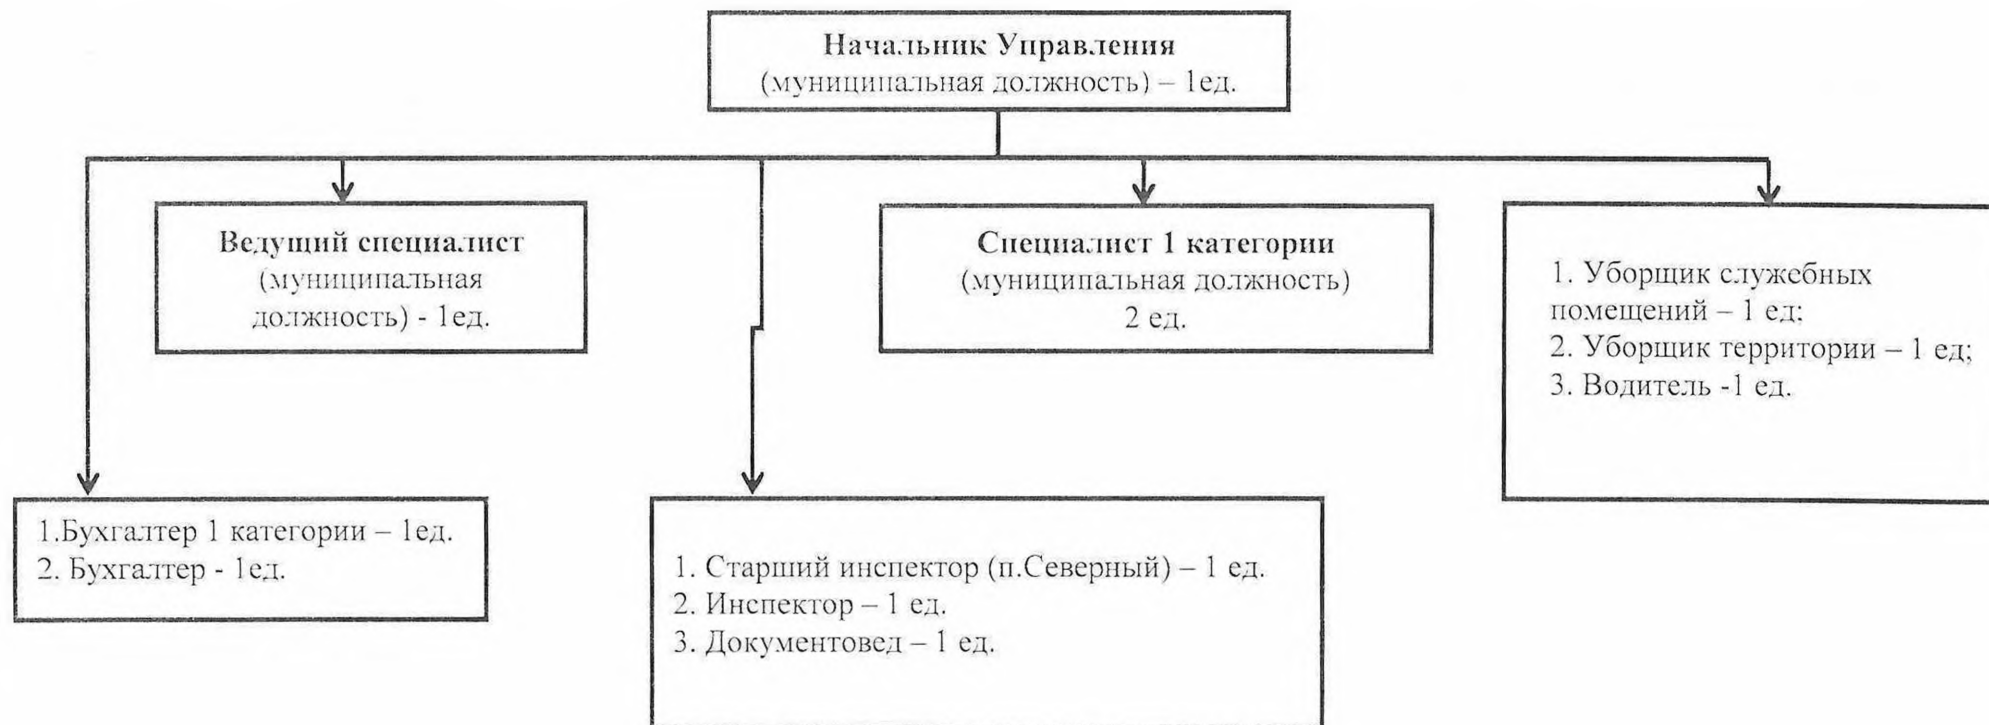 Начальник Управления
(муниципальная должность) – 1ед.
Ведущий специалист
(муниципальная
должность) - 1ед.
Специалист 1 категории
(муниципальная должность)
2 ед.
1. Уборщик служебных
помещений – 1 ед;
2. Уборщик территории – 1 ед;
3. Водитель -1 ед.
1.Бухгалтер 1 категории – 1ед.
2. Бухгалтер - 1ед.
1. Старший инспектор (п.Северный) – 1 ед.
2. Инспектор – 1 ед.
3. Документовед – 1 ед.